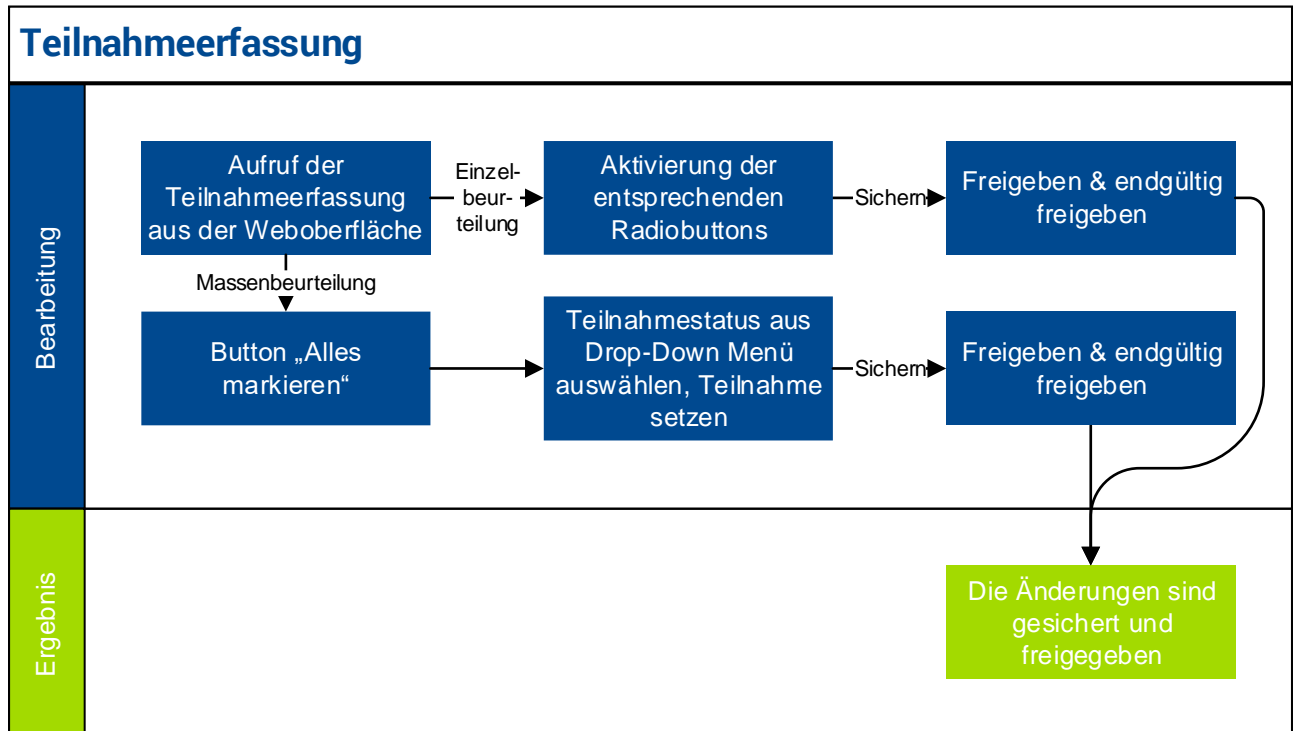 Teilnahmeerfassung
Bearbeitung
Aufruf der
Teilnahmeerfassung
aus der Weboberfläche
Einzel-
beur-
teilung
Aktivierung der
entsprechenden
Radiobuttons
Sichern
Freigeben & endgültig
freigeben
Massenbeurteilung
Button „Alles
markieren“
Teilnahmestatus aus
Drop-Down Menü
auswählen, Teilnahme
setzen
Sichern
Freigeben & endgültig
freigeben
Ergebnis
Die Änderungen sind
gesichert und
freigegeben